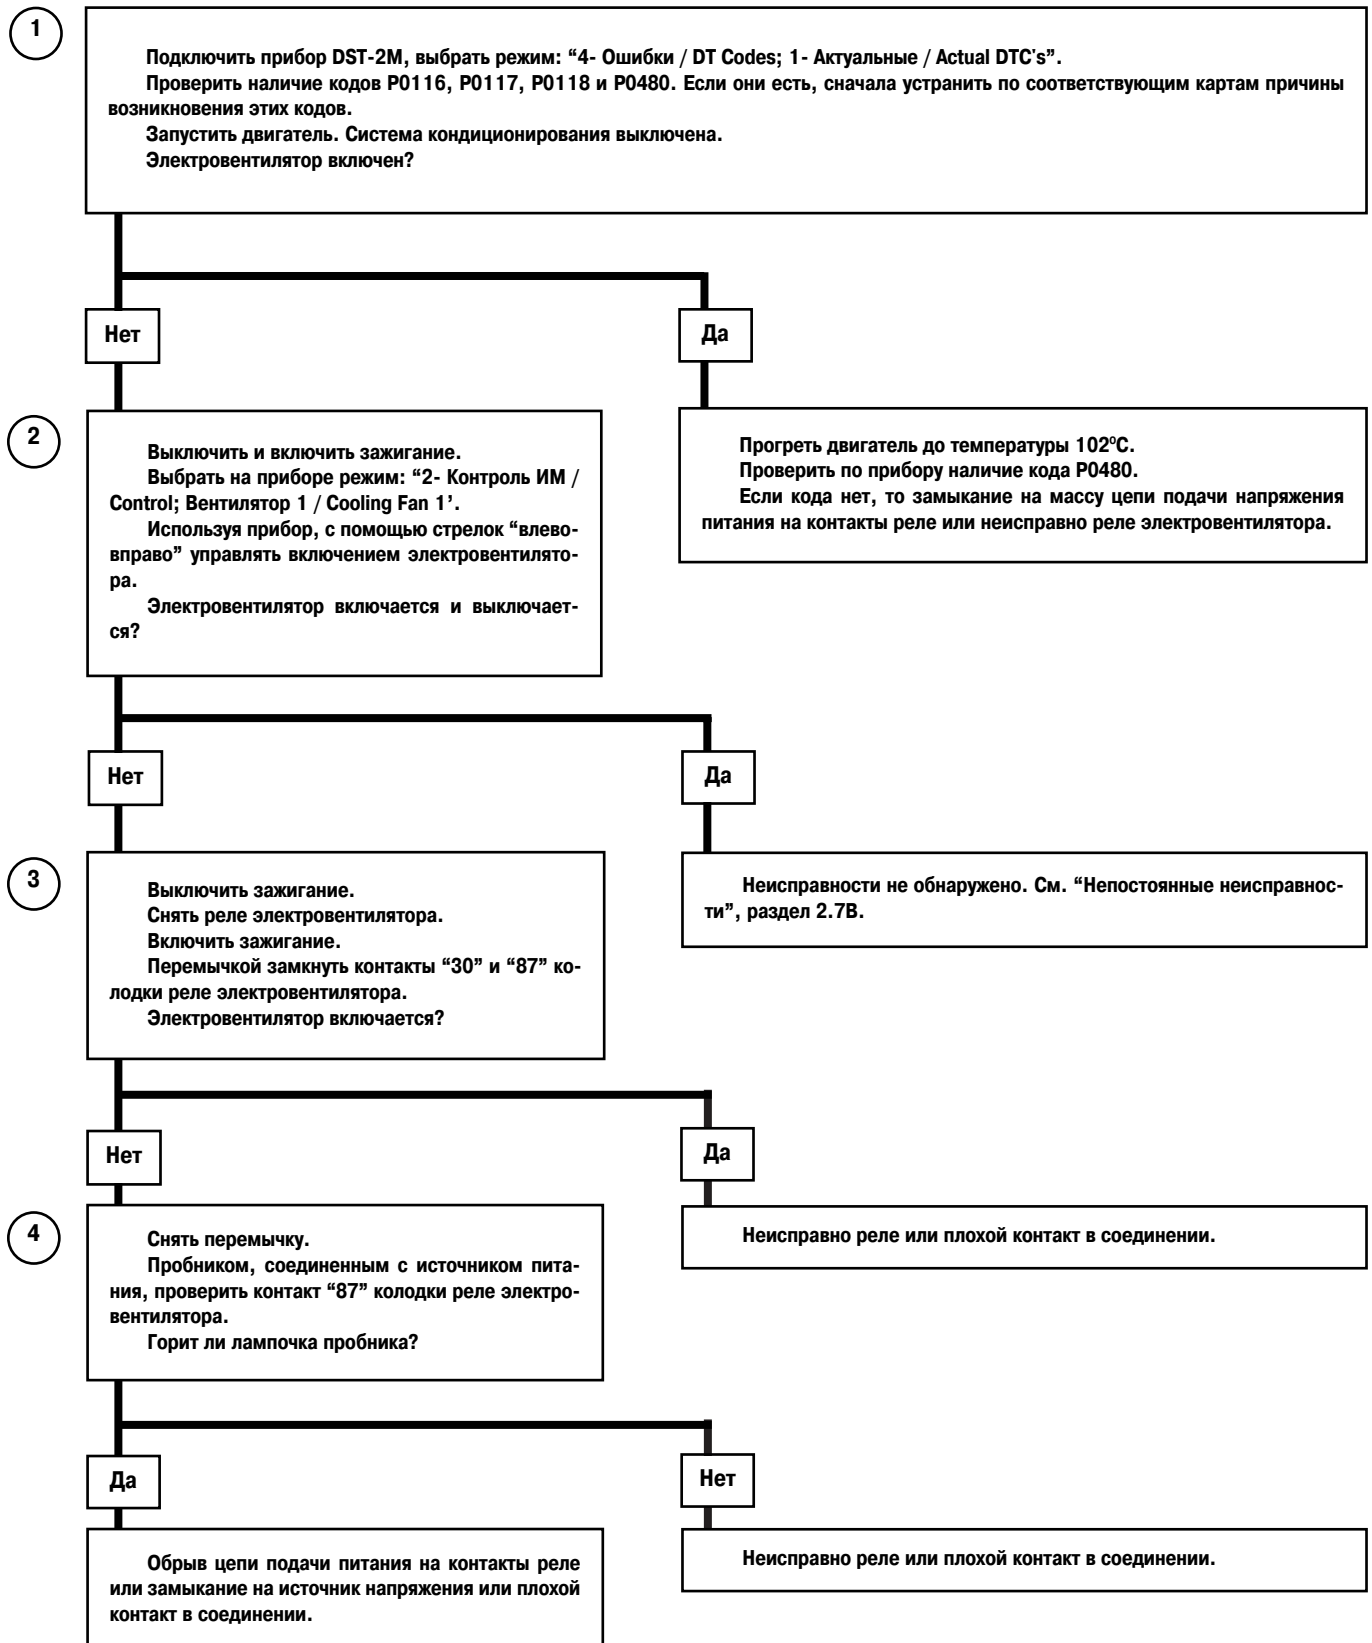 1
Подключить прибор DST-2M, выбрать режим: “4- Ошибки / DT Codes; 1- Актуальные / Actual DTC's”.
Проверить наличие кодов P0116, P0117, P0118 и P0480. Если они есть, сначала устранить по соответствующим картам причины
возникновения этих кодов.
Запустить двигатель. Система кондиционирования выключена.
Электровентилятор включен?
Нет
Да
2
Выключить и включить зажигание.
Выбрать на приборе режим: “2- Контроль ИМ /
Control; Вентилятор 1 / Cooling Fan 1’.
Используя прибор, с помощью стрелок “влево-
вправо” управлять включением электровентилято-
ра.
Электровентилятор включается и выключает-
ся?
Прогреть двигатель до температуры 102ºС.
Проверить по прибору наличие кода P0480.
Если кода нет, то замыкание на массу цепи подачи напряжения
питания на контакты реле или неисправно реле электровентилятора.
Нет
Да
3
Выключить зажигание.
Снять реле электровентилятора.
Включить зажигание.
Перемычкой замкнуть контакты “30” и “87” ко-
лодки реле электровентилятора.
Электровентилятор включается?
Неисправности не обнаружено. См. “Непостоянные неисправнос-
ти”, раздел 2.7В.
Нет
Да
4
Снять перемычку.
Пробником, соединенным с источником пита-
ния, проверить контакт “87” колодки реле электро-
вентилятора.
Горит ли лампочка пробника?
Неисправно реле или плохой контакт в соединении.
Да
Нет
Обрыв цепи подачи питания на контакты реле
или замыкание на источник напряжения или плохой
контакт в соединении.
Неисправно реле или плохой контакт в соединении.